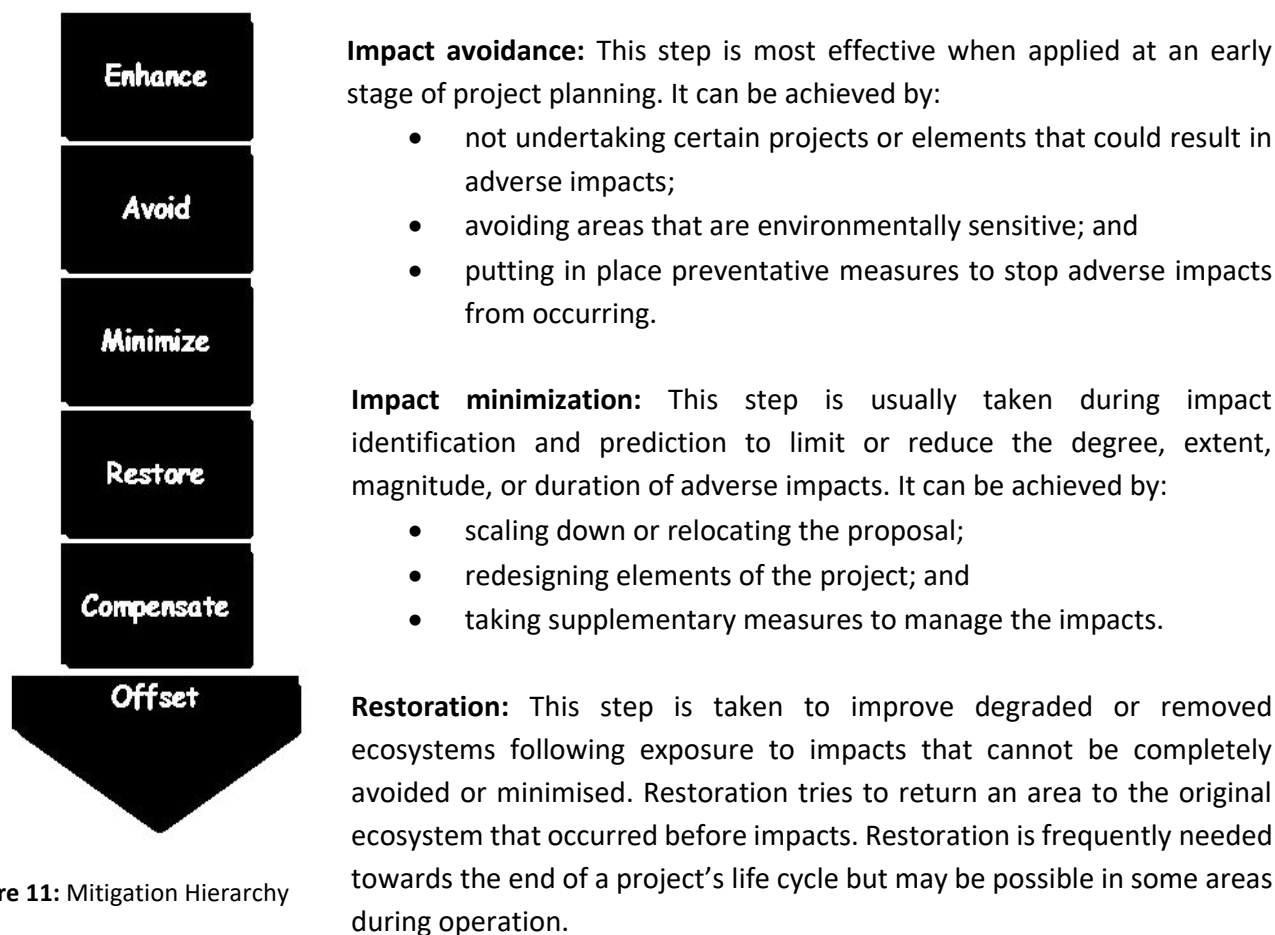 Enhance
Avoid
Minimize
Restore
Compensate
Offset
re 11: Mitigation Hierarchy
Impact avoidance: This step is most effective when applied at an early
stage of project planning. It can be achieved by:
• not undertaking certain projects or elements that could result in
adverse impacts;
• avoiding areas that are environmentally sensitive; and
• putting in place preventative measures to stop adverse impacts
from occurring.
Impact minimization: This step is usually taken during impact
identification and prediction to limit or reduce the degree, extent,
magnitude, or duration of adverse impacts. It can be achieved by:
• scaling down or relocating the proposal;
• redesigning elements of the project; and
• taking supplementary measures to manage the impacts.
Restoration: This step is taken to improve degraded or removed
ecosystems following exposure to impacts that cannot be completely
avoided or minimised. Restoration tries to return an area to the original
ecosystem that occurred before impacts. Restoration is frequently needed
towards the end of a project’s life cycle but may be possible in some areas
during operation.